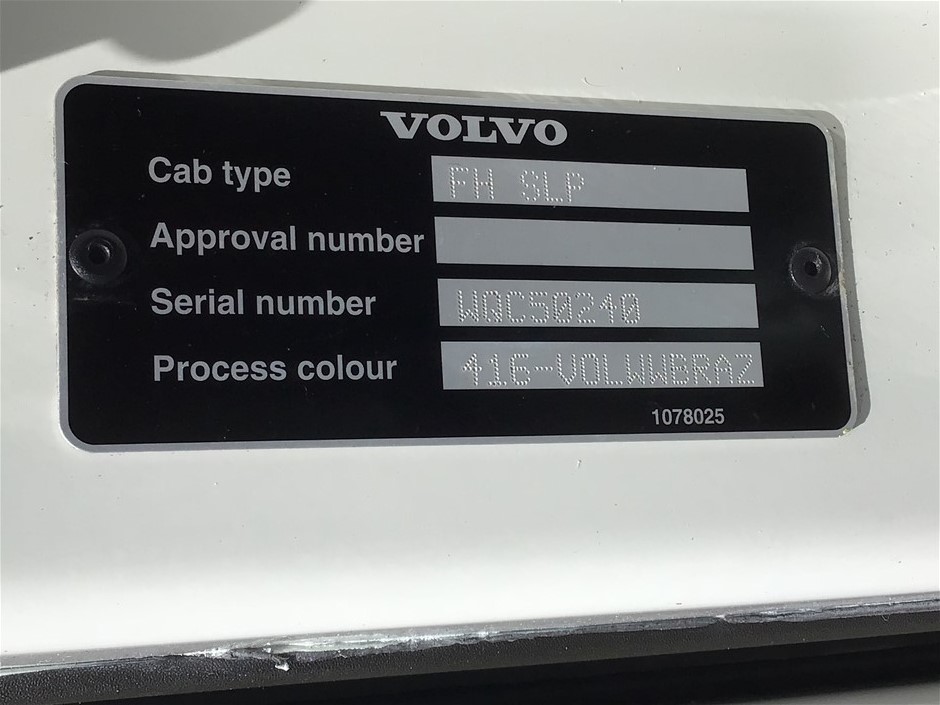 VOLVO
Cab type FH SLP
Approval number
Serial number WQC50240
Process colour 416-VOLWWBRAZ
1078025